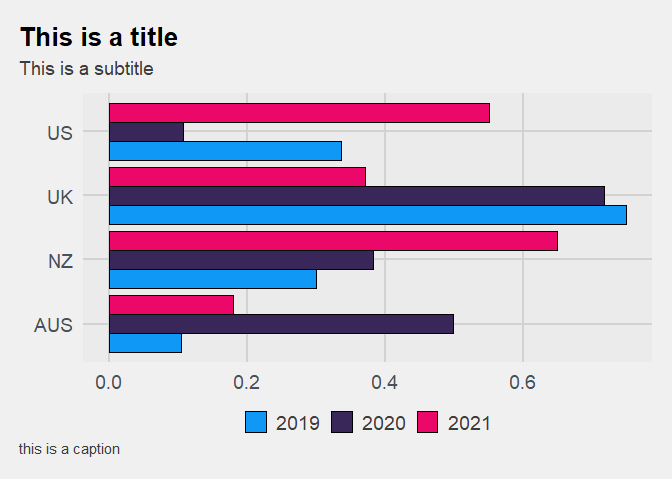 This is a title
This is a subtitle
US
UK
NZ
AUS
0.0 0.2 0.4 0.6
2019 2020 2021
this is a caption